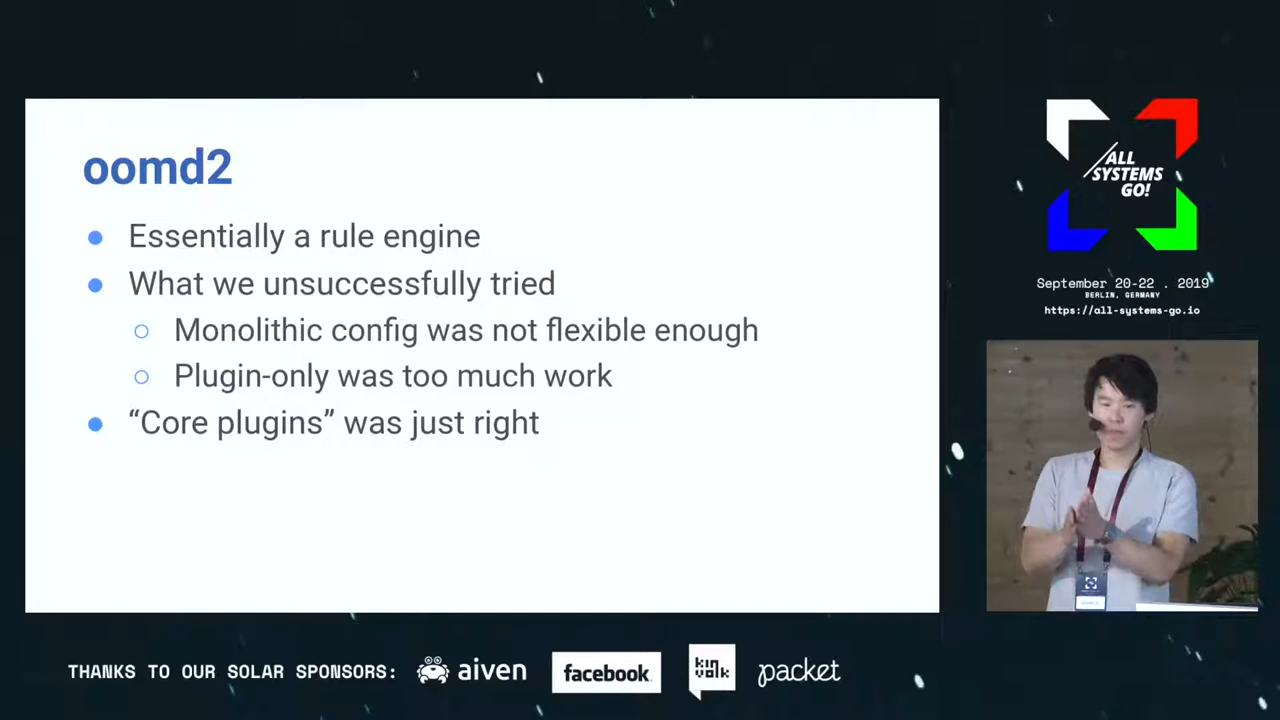 oomd2
● Essentially a rule engine
● What we unsuccessfully tried
○ Monolithic config was not flexible enough
○ Plugin-only was too much work
● “Core plugins” was just right
/ALL
SYSTEMS
GO!
September 20-22 . 2019
BERLIN, GERMANY
https://all-systems-go.io
THANKS TO OUR SOLAR SPONSORS:
aiven
facebook
kinvolk
packet